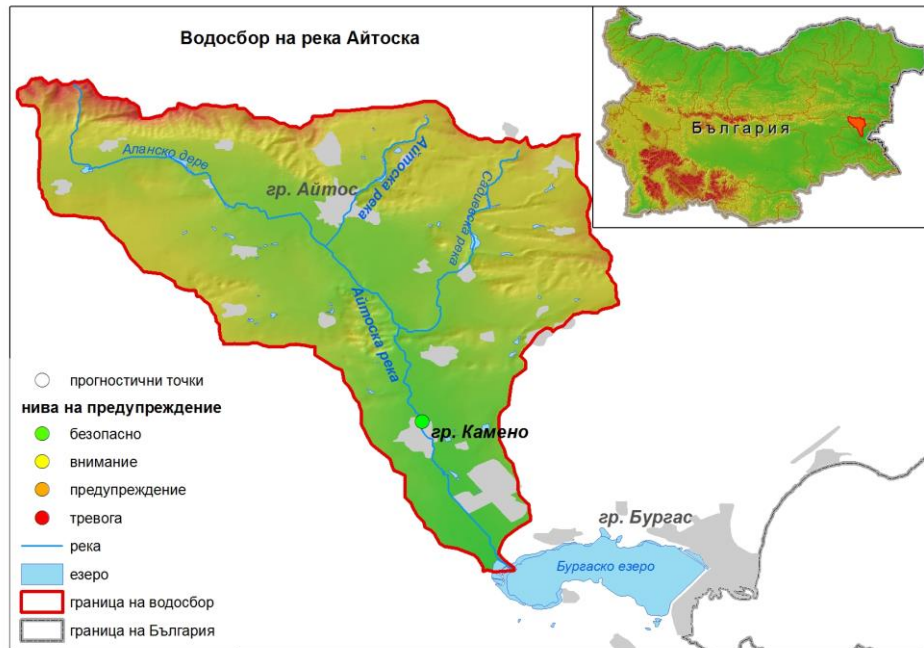 Водосбор на река Айтоска
България
Аланско дере
Айтоска река
гр. Айтос
Садиевска река
Айтоска река
гр. Камено
гр. Бургас
Бургаско езеро
прогностични точки
нива на предупреждение
безопасно
внимание
предупреждение
тревога
река
езеро
граница на водосбор
граница на България